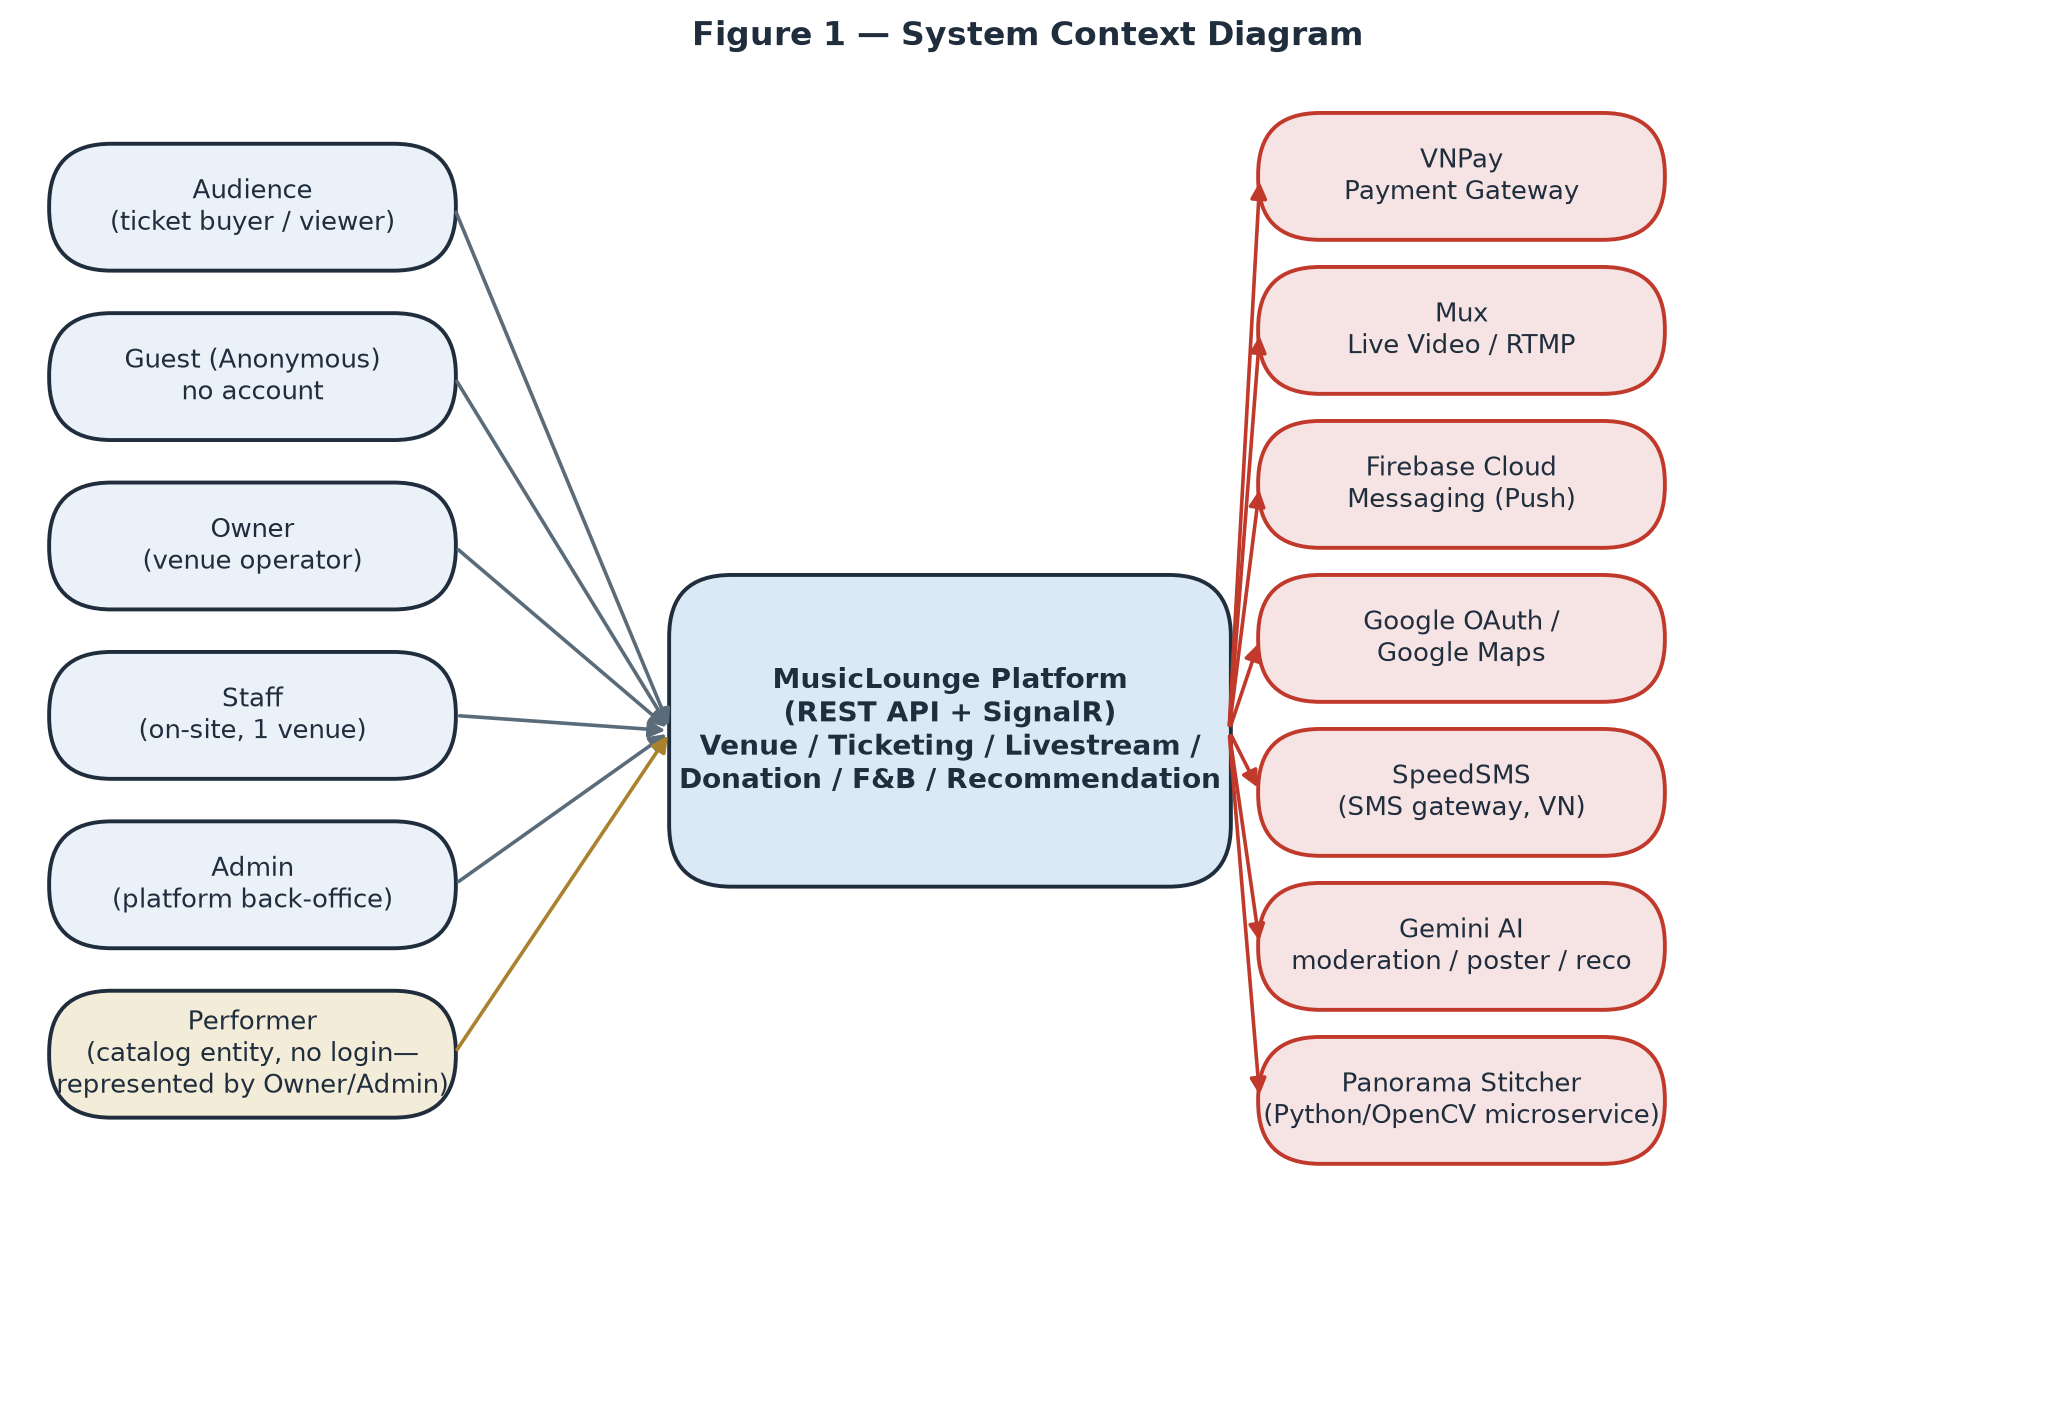 Figure 1 — System Context Diagram
Audience
(ticket buyer / viewer)
Guest (Anonymous)
no account
Owner
(venue operator)
Staff
(on-site, 1 venue)
Admin
(platform back-office)
Performer
(catalog entity, no login—
represented by Owner/Admin)
MusicLounge Platform
(REST API + SignalR)
Venue / Ticketing / Livestream /
Donation / F&B / Recommendation
VNPay
Payment Gateway
Mux
Live Video / RTMP
Firebase Cloud
Messaging (Push)
Google OAuth /
Google Maps
SpeedSMS
(SMS gateway, VN)
Gemini AI
moderation / poster / reco
Panorama Stitcher
(Python/OpenCV microservice)